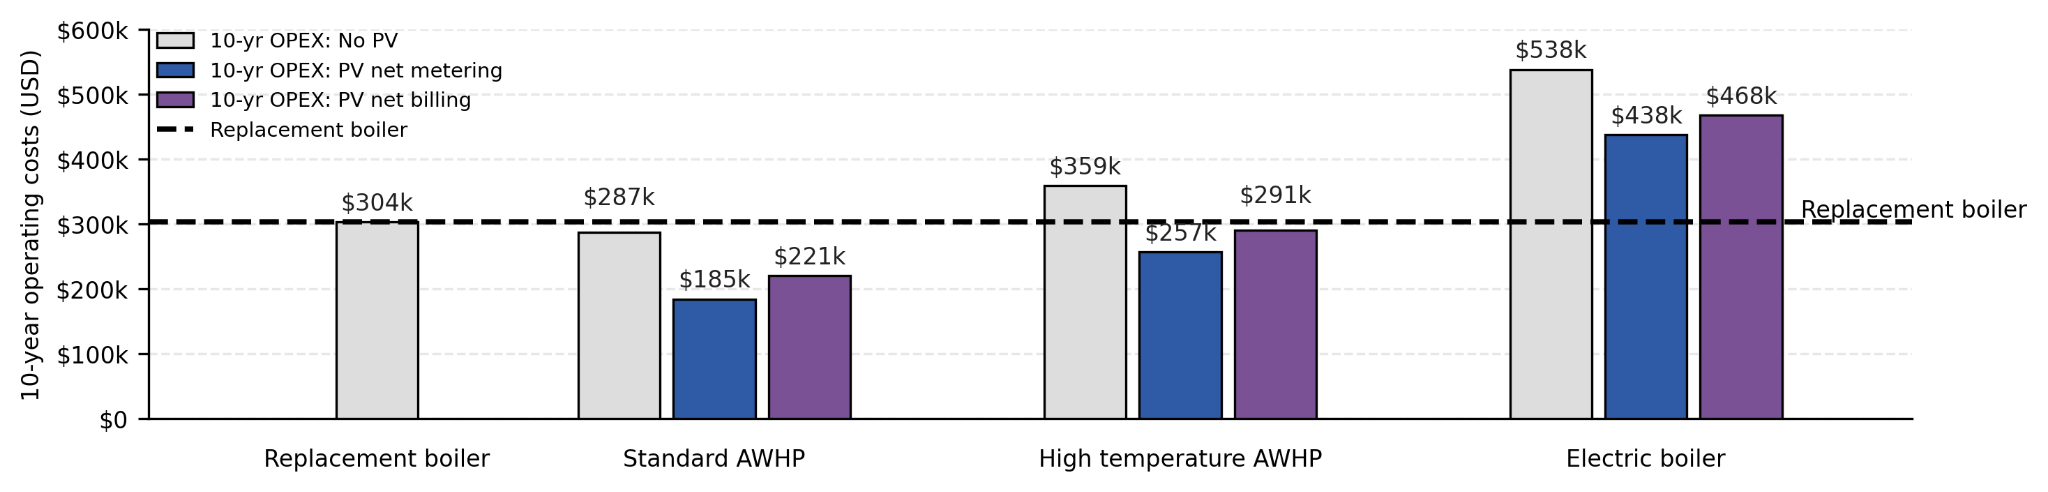 10-year operating costs (USD)
$600k
$500k
$400k
$300k
$200k
$100k
$0
10-yr OPEX: No PV
10-yr OPEX: PV net metering
10-yr OPEX: PV net billing
Replacement boiler
$304k
$287k
$185k
$221k
$359k
$257k
$291k
$538k
$438k
$468k
Replacement boiler
Replacement boiler
Standard AWHP
High temperature AWHP
Electric boiler